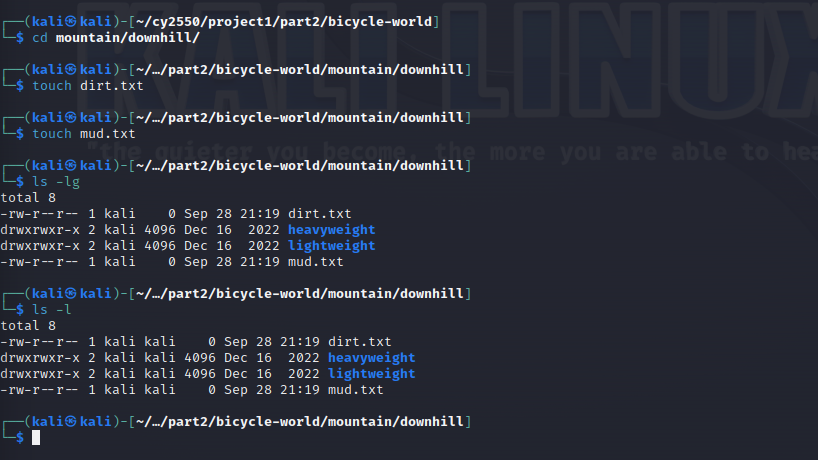 ┌──(kali㉿kali)-[~/cy2550/project1/part2/bicycle-world]
└─$ cd mountain/downhill/
┌──(kali㉿kali)-[~/…/part2/bicycle-world/mountain/downhill]
└─$ touch dirt.txt
┌──(kali㉿kali)-[~/…/part2/bicycle-world/mountain/downhill]
└─$ touch mud.txt
┌──(kali㉿kali)-[~/…/part2/bicycle-world/mountain/downhill]
└─$ ls -lg
total 8
-rw-r--r-- 1 kali    0 Sep 28 21:19 dirt.txt
drwxrwxr-x 2 kali 4096 Dec 16  2022 heavyweight
drwxrwxr-x 2 kali 4096 Dec 16  2022 lightweight
-rw-r--r-- 1 kali    0 Sep 28 21:19 mud.txt
┌──(kali㉿kali)-[~/…/part2/bicycle-world/mountain/downhill]
└─$ ls -l
total 8
-rw-r--r-- 1 kali kali    0 Sep 28 21:19 dirt.txt
drwxrwxr-x 2 kali kali 4096 Dec 16  2022 heavyweight
drwxrwxr-x 2 kali kali 4096 Dec 16  2022 lightweight
-rw-r--r-- 1 kali kali    0 Sep 28 21:19 mud.txt
┌──(kali㉿kali)-[~/…/part2/bicycle-world/mountain/downhill]
└─$
KALI LINUX
"the quieter you become, the more you are able to hea